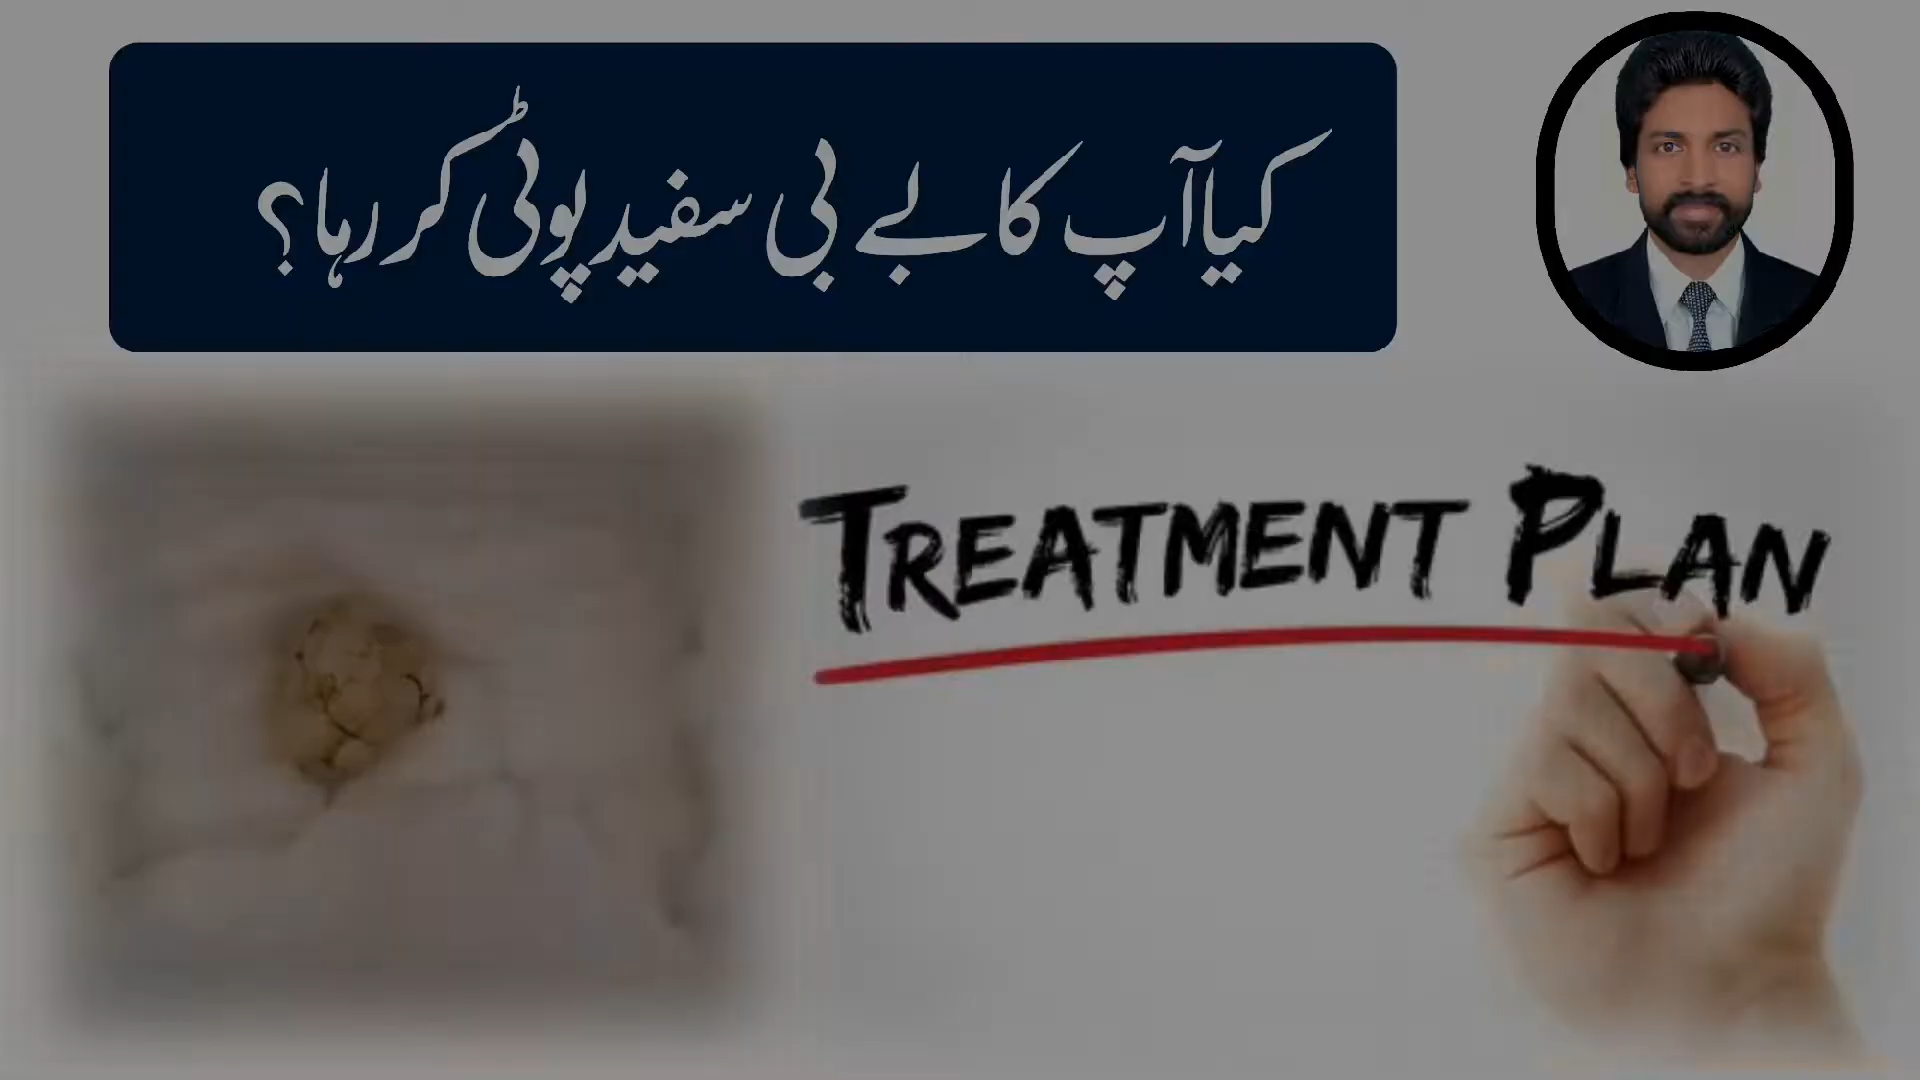 کیا آپ کا بے بی سفید پوٹی کر رہا؟
TREATMENT PLAN